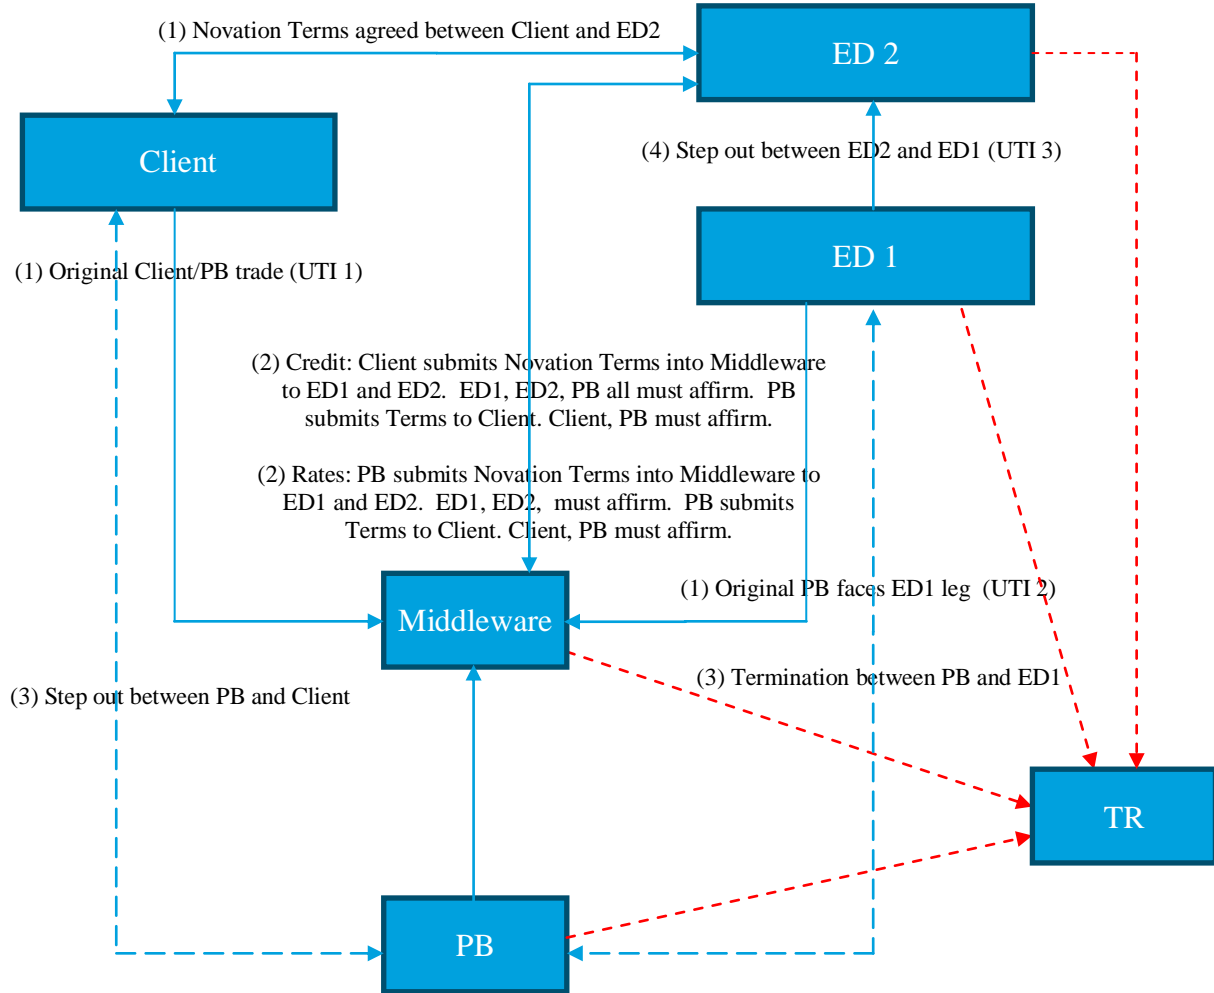 (1) Novation Terms agreed between Client and ED2
ED 2
Client
(4) Step out between ED2 and ED1 (UTI 3)
ED 1
(1) Original Client/PB trade (UTI 1)
(2) Credit: Client submits Novation Terms into Middleware
to ED1 and ED2.  ED1, ED2, PB all must affirm.  PB
submits Terms to Client. Client, PB must affirm.
(2) Rates: PB submits Novation Terms into Middleware to
ED1 and ED2.  ED1, ED2,  must affirm.  PB submits
Terms to Client. Client, PB must affirm.
(1) Original PB faces ED1 leg  (UTI 2)
Middleware
(3) Step out between PB and Client
(3) Termination between PB and ED1
TR
PB